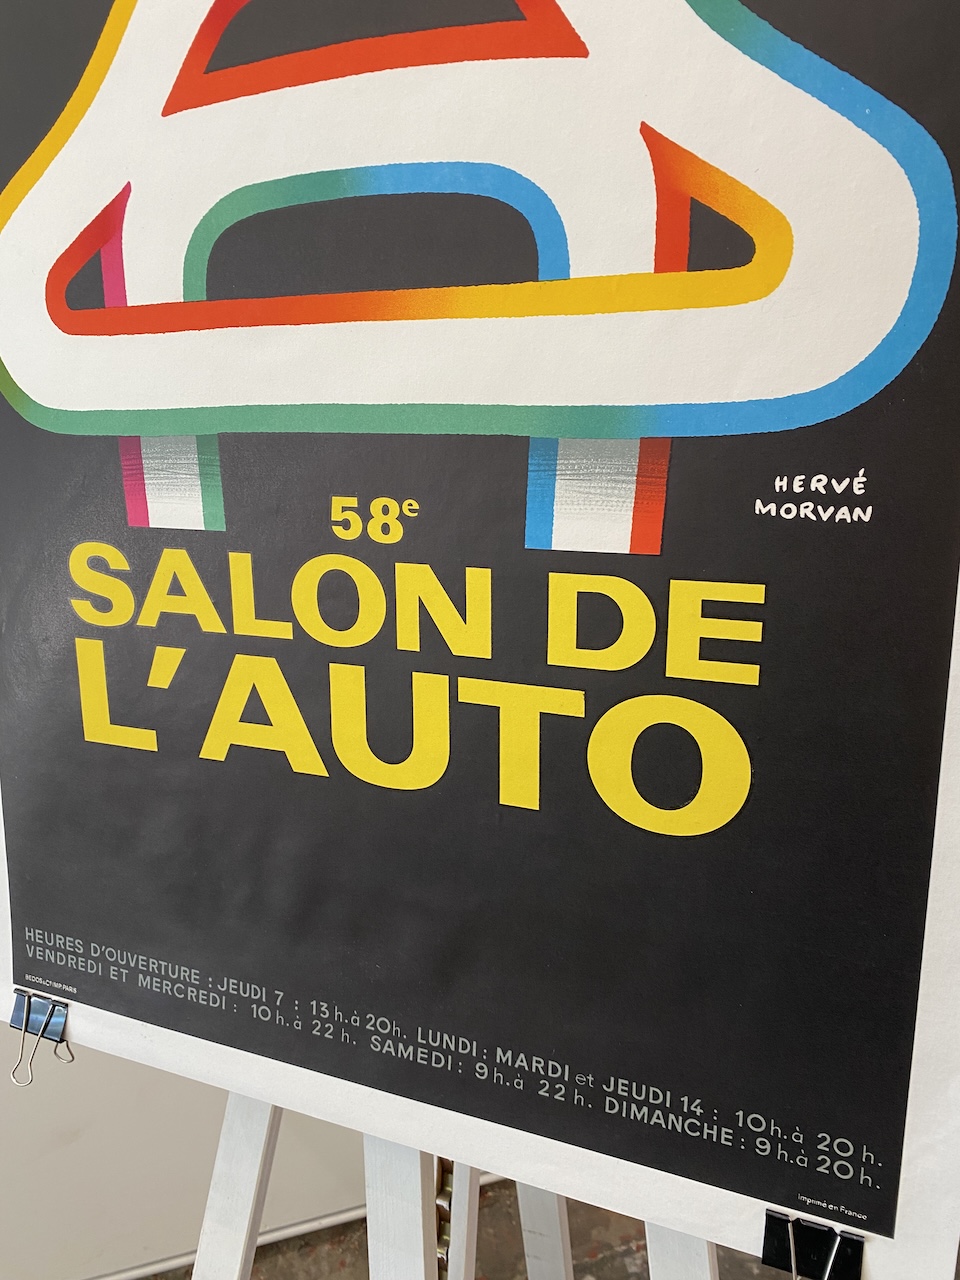 HERVÉ
MORVAN
58e
SALON DE
L'AUTO
HEURES D'OUVERTURE : JEUDI 7 : 13 h. à 20 h. LUNDI : MARDI et JEUDI 14 : 10 h. à 20 h.
VENDREDI ET MERCREDI : 10 h. à 22 h. SAMEDI : 9 h. à 22 h. DIMANCHE : 9 h. à 20 h.
Imprimé en France